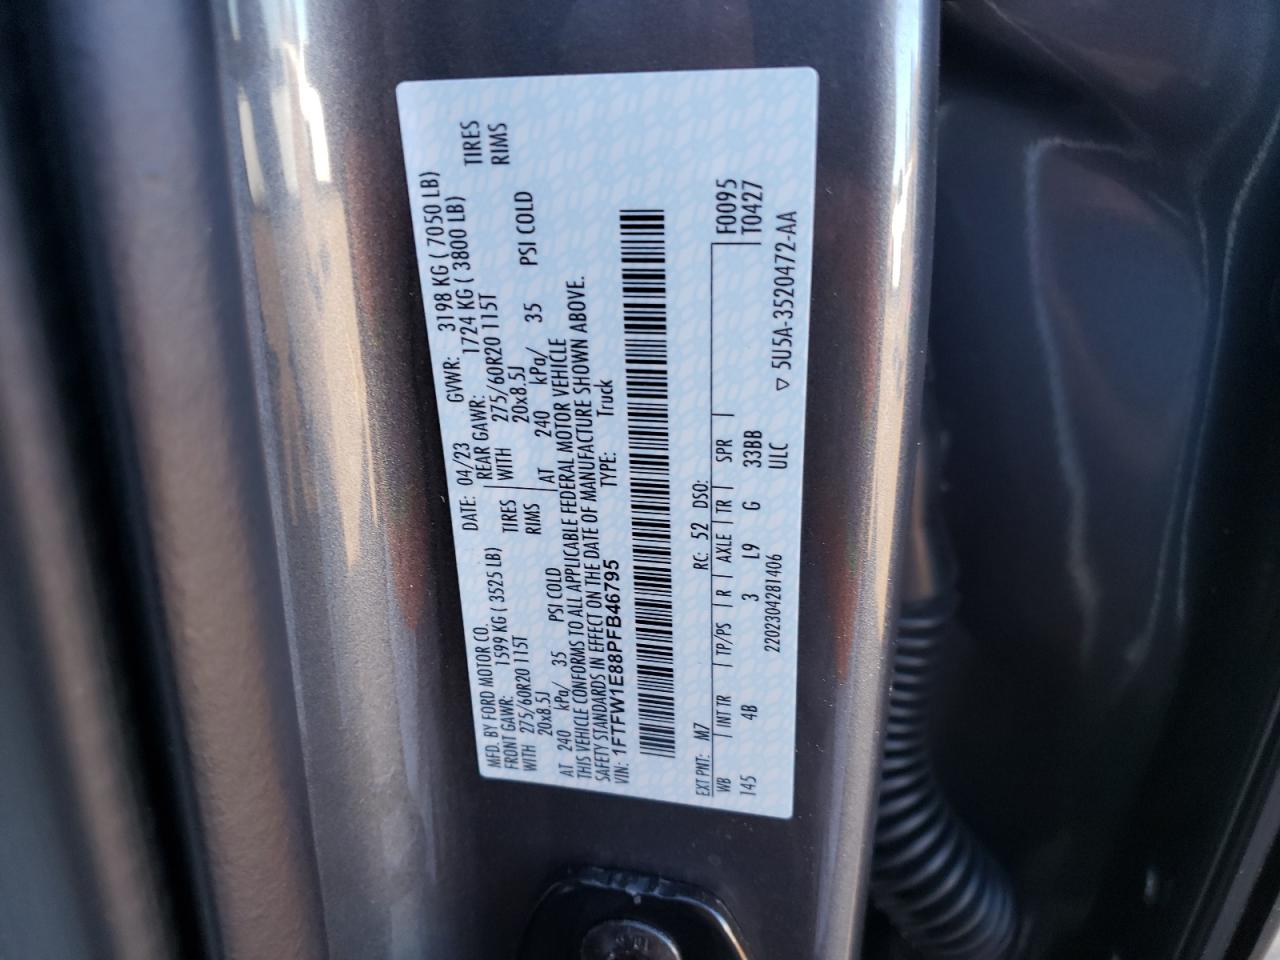 MFD. BY FORD MOTOR CO. DATE: 04/23 GVWR: 3198 KG ( 7050 LB)
FRONT GAWR: 1599 KG ( 3525 LB) REAR GAWR: 1724 KG ( 3800 LB)
WITH 275/60R20 115T TIRES WITH 275/60R20 115T TIRES
20x8.5J RIMS 20x8.5J RIMS
AT 240 kPa/ 35 PSI COLD AT 240 kPa/ 35 PSI COLD
THIS VEHICLE CONFORMS TO ALL APPLICABLE FEDERAL MOTOR VEHICLE
SAFETY STANDARDS IN EFFECT ON THE DATE OF MANUFACTURE SHOWN ABOVE.
VIN: 1FTFW1E88PFB46795 TYPE: Truck
EXT PNT: M7 RC: 52 DSO: F0095
WB INT TR TP/PS R AXLE TR SPR T0427
145 4B 3 L9 G 33BB
2202304281406 ULC ▽ 5U5A-3520472-AA